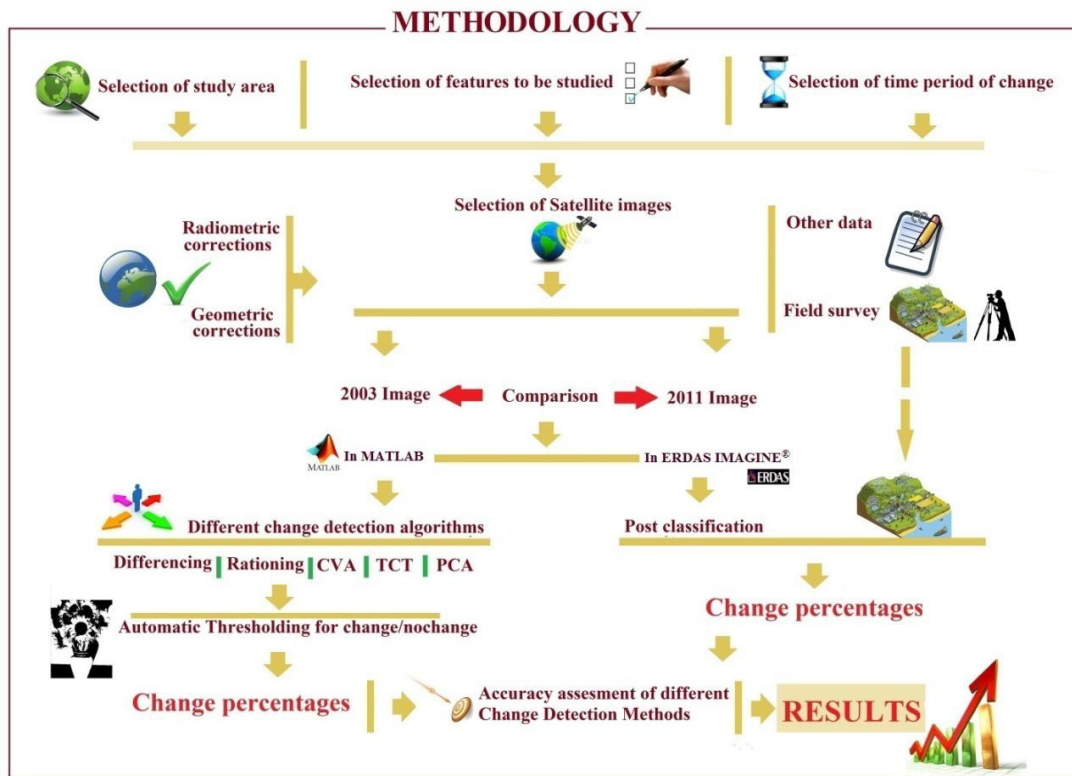 METHODOLOGY
Selection of study area
Selection of features to be studied
Selection of time period of change
Selection of Satellite images
Radiometric
corrections
Geometric
corrections
Other data
Field survey
2003 Image
Comparison
2011 Image
MATLAB
In MATLAB
In ERDAS IMAGINE®
ERDAS
Different change detection algorithms
Post classification
Differencing
Rationing
CVA
TCT
PCA
Automatic Thresholding for change/nochange
Change percentages
Change percentages
Accuracy assesment of different
Change Detection Methods
RESULTS